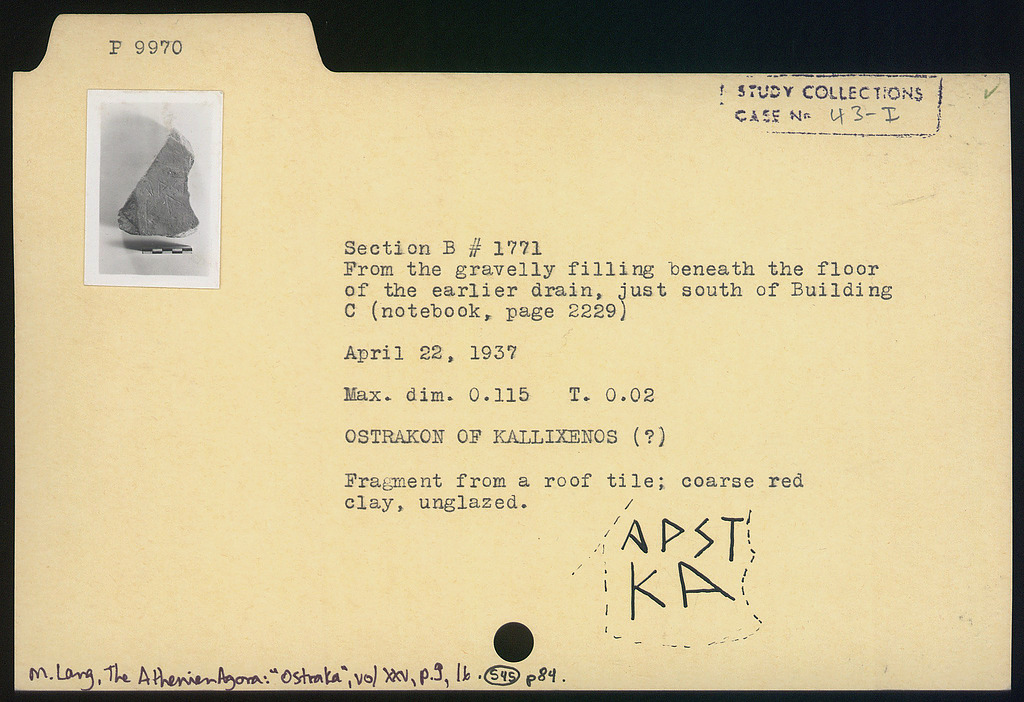 P 9970
STUDY COLLECTIONS
CASE No 43-I
Section B # 1771
From the gravelly filling beneath the floor
of the earlier drain, just south of Building
C (notebook, page 2229)
April 22, 1937
Max. dim. 0.115 T. 0.02
OSTRAKON OF KALLIXENOS (?)
Fragment from a roof tile; coarse red
clay, unglazed.
ΑΡΣΤ
ΚΑ
M. Lang, The Athenian Agora: "Ostraka", vol XXV, p.9, 16. 545 p84.